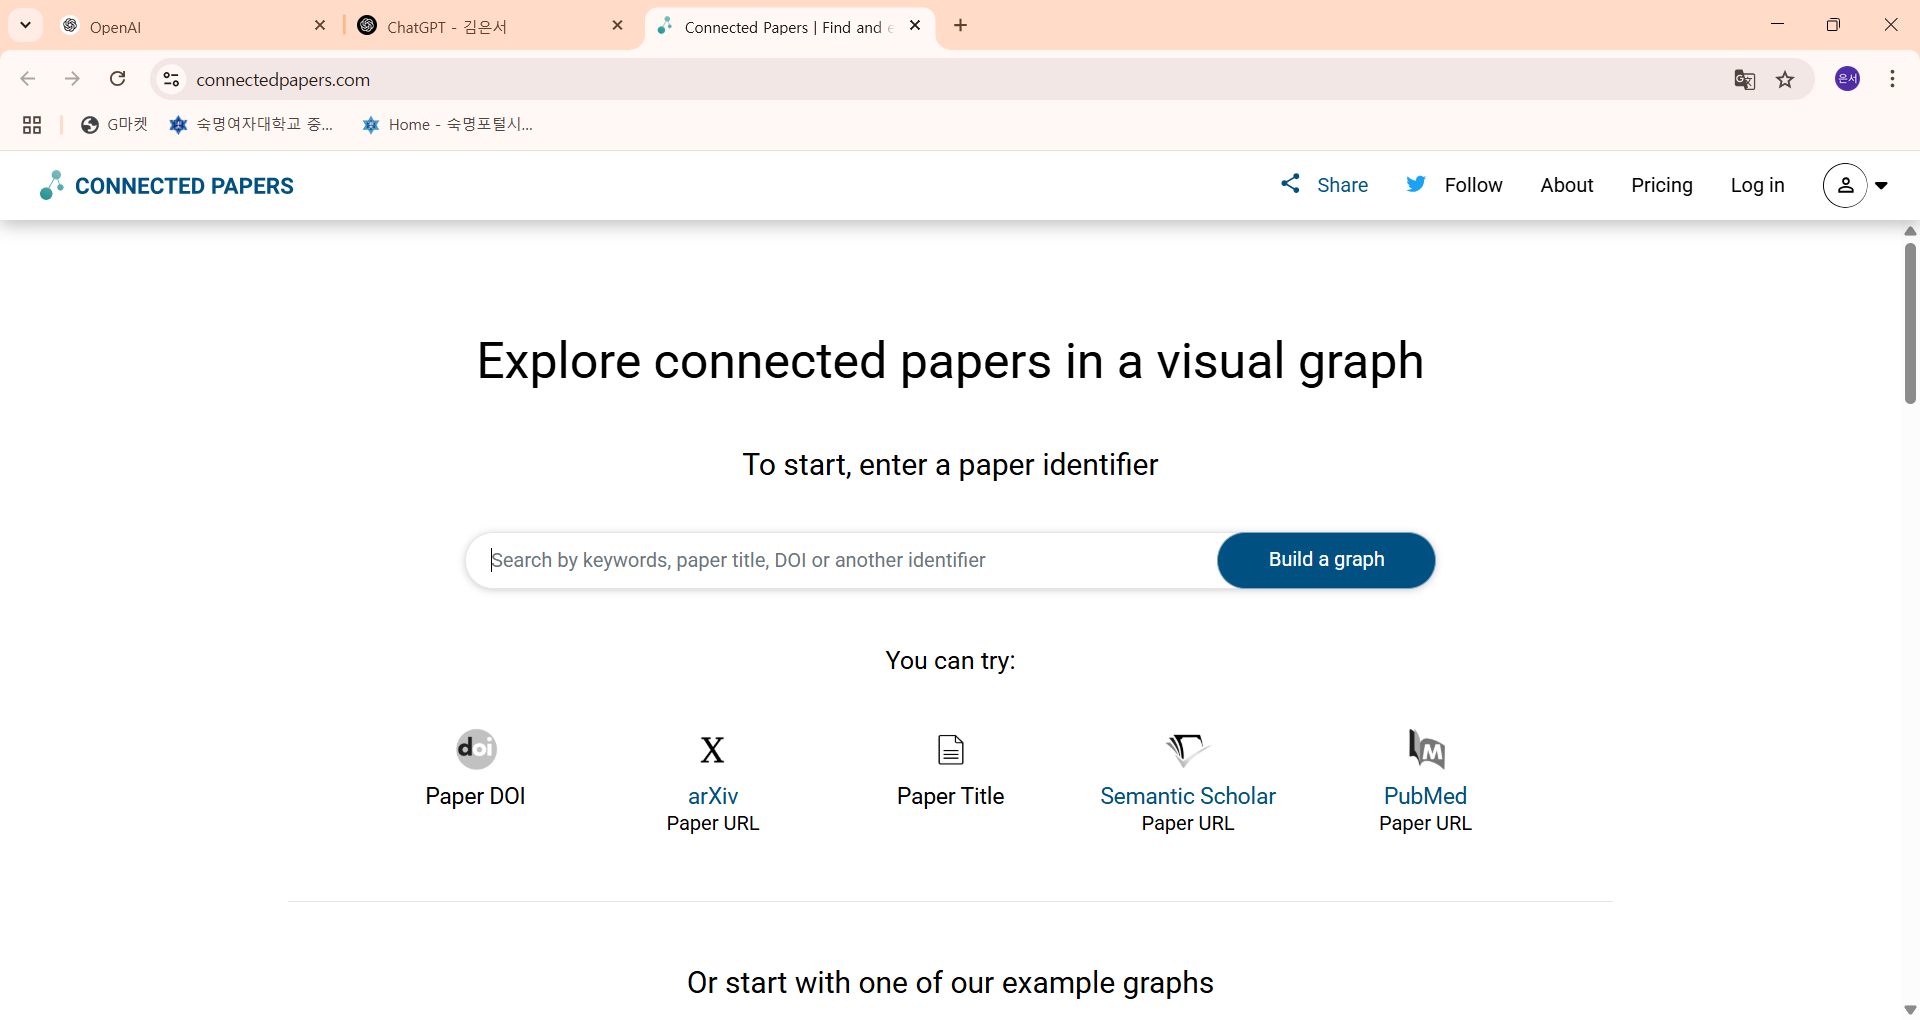 OpenAI
ChatGPT - 김은서
Connected Papers | Find and e
connectedpapers.com
은서
G마켓
숙명여자대학교 중...
Home - 숙명포털시...
CONNECTED PAPERS
Share
Follow
About
Pricing
Log in
Explore connected papers in a visual graph
To start, enter a paper identifier
Search by keywords, paper title, DOI or another identifier
Build a graph
You can try:
doi
X
M
Paper DOI
arXiv
Paper Title
Semantic Scholar
PubMed
Paper URL
Paper URL
Paper URL
Or start with one of our example graphs